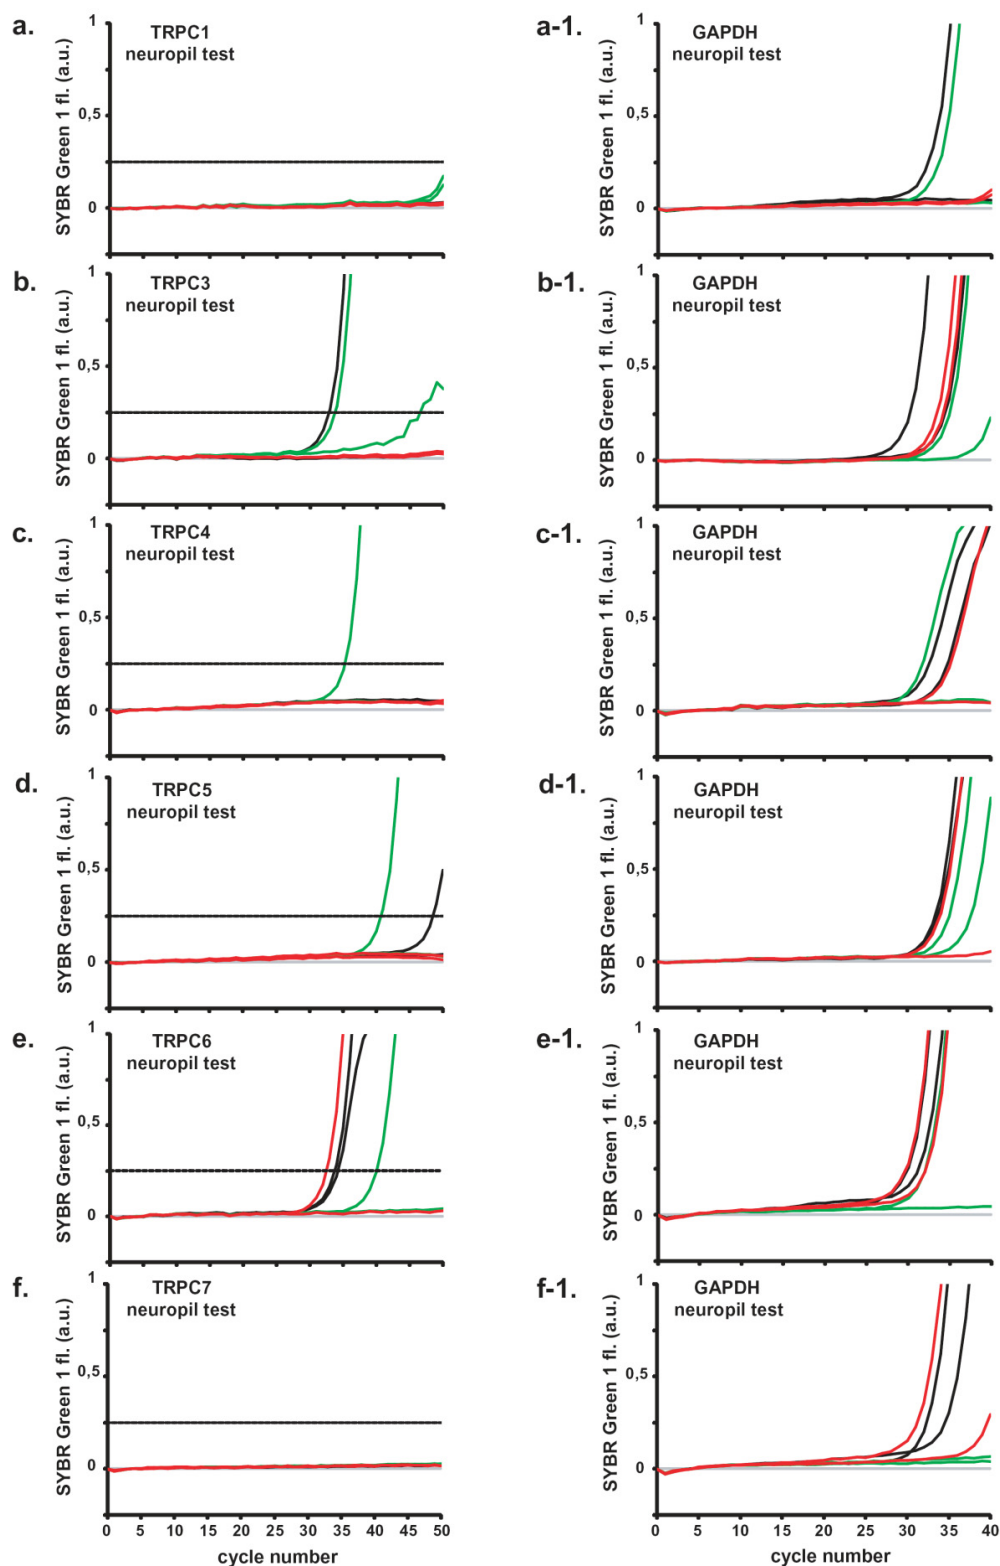 a.
TRPC1
neuropil test
SYBR Green 1 fl. (a.u.)
1
0,5
0
a-1.
GAPDH
neuropil test
SYBR Green 1 fl. (a.u.)
1
0,5
0
b.
TRPC3
neuropil test
SYBR Green 1 fl. (a.u.)
1
0,5
0
b-1.
GAPDH
neuropil test
SYBR Green 1 fl. (a.u.)
1
0,5
0
c.
TRPC4
neuropil test
SYBR Green 1 fl. (a.u.)
1
0,5
0
c-1.
GAPDH
neuropil test
SYBR Green 1 fl. (a.u.)
1
0,5
0
d.
TRPC5
neuropil test
SYBR Green 1 fl. (a.u.)
1
0,5
0
d-1.
GAPDH
neuropil test
SYBR Green 1 fl. (a.u.)
1
0,5
0
e.
TRPC6
neuropil test
SYBR Green 1 fl. (a.u.)
1
0,5
0
e-1.
GAPDH
neuropil test
SYBR Green 1 fl. (a.u.)
1
0,5
0
f.
TRPC7
neuropil test
SYBR Green 1 fl. (a.u.)
1
0,5
0
0 5 10 15 20 25 30 35 40 45 50
cycle number
f-1.
GAPDH
neuropil test
SYBR Green 1 fl. (a.u.)
1
0,5
0
0 5 10 15 20 25 30 35 40
cycle number